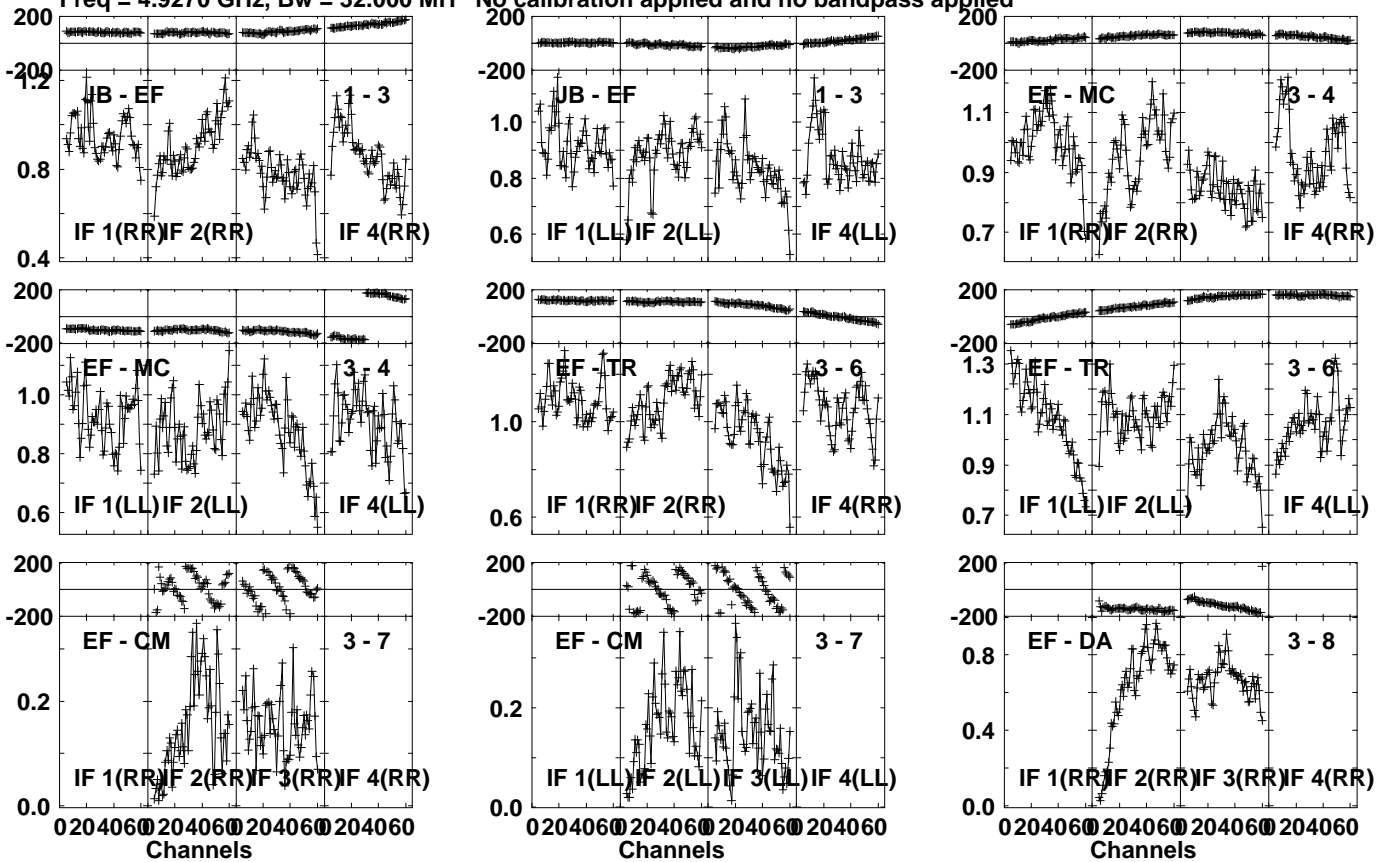 Freq = 4.9270 GHz, Bw = 32.000 MH No calibration applied and no bandpass applied
200
-200
1.2
0.8
0.4
JB - EF
1 - 3
IF 1(RR)
IF 2(RR)
IF 4(RR)
200
-200
1.0
0.8
0.6
JB - EF
1 - 3
IF 1(LL)
IF 2(LL)
IF 4(LL)
200
-200
1.1
0.9
0.7
EF - MC
3 - 4
IF 1(RR)
IF 2(RR)
IF 4(RR)
200
-200
1.0
0.8
0.6
EF - MC
3 - 4
IF 1(LL)
IF 2(LL)
IF 4(LL)
200
-200
1.0
0.6
EF - TR
3 - 6
IF 1(RR)
IF 2(RR)
IF 4(RR)
200
-200
1.3
1.1
0.9
0.7
EF - TR
3 - 6
IF 1(LL)
IF 2(LL)
IF 4(LL)
200
-200
0.2
0.0
EF - CM
3 - 7
IF 1(RR)
IF 2(RR)
IF 3(RR)
IF 4(RR)
0 20 40 60 0 20 40 60 0 20 40 60 0 20 40 60
Channels
200
-200
0.2
0.0
EF - CM
3 - 7
IF 1(LL)
IF 2(LL)
IF 3(LL)
IF 4(LL)
0 20 40 60 0 20 40 60 0 20 40 60 0 20 40 60
Channels
200
-200
0.8
0.4
0.0
EF - DA
3 - 8
IF 1(RR)
IF 2(RR)
IF 3(RR)
IF 4(RR)
0 20 40 60 0 20 40 60 0 20 40 60 0 20 40 60
Channels